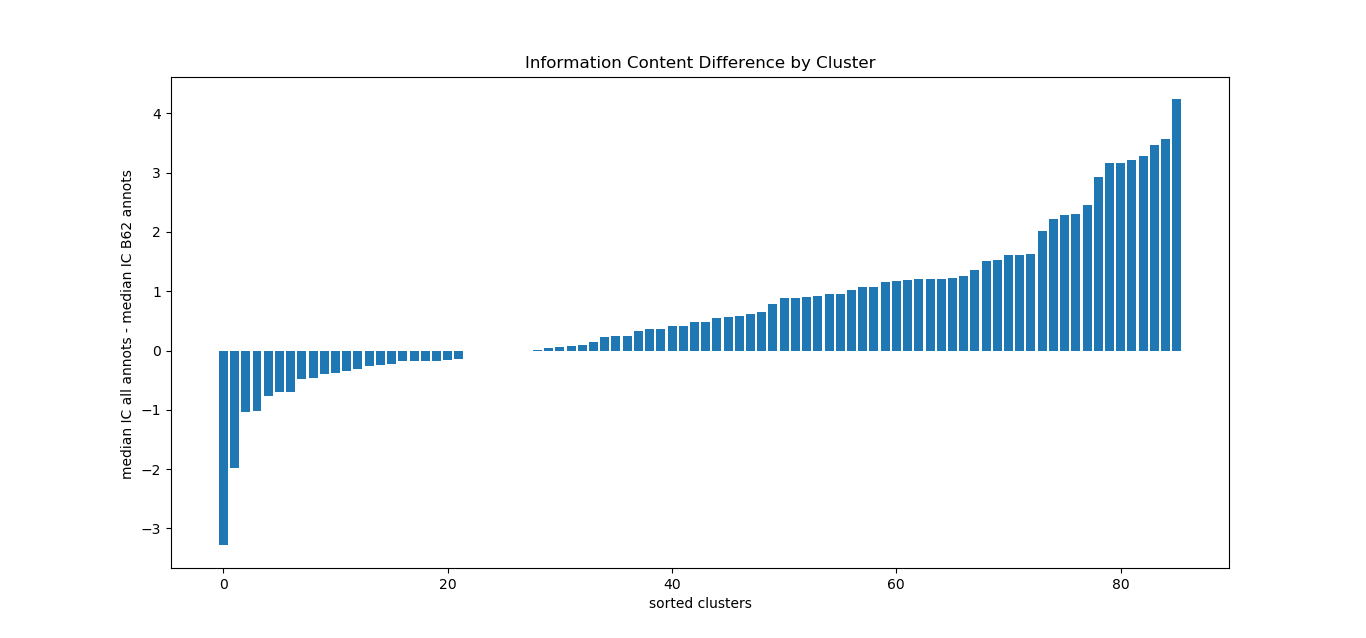 Information Content Difference by Cluster
median IC all annots - median IC B62 annots
4
3
2
1
0
−1
−2
−3
0 20 40 60 80
sorted clusters